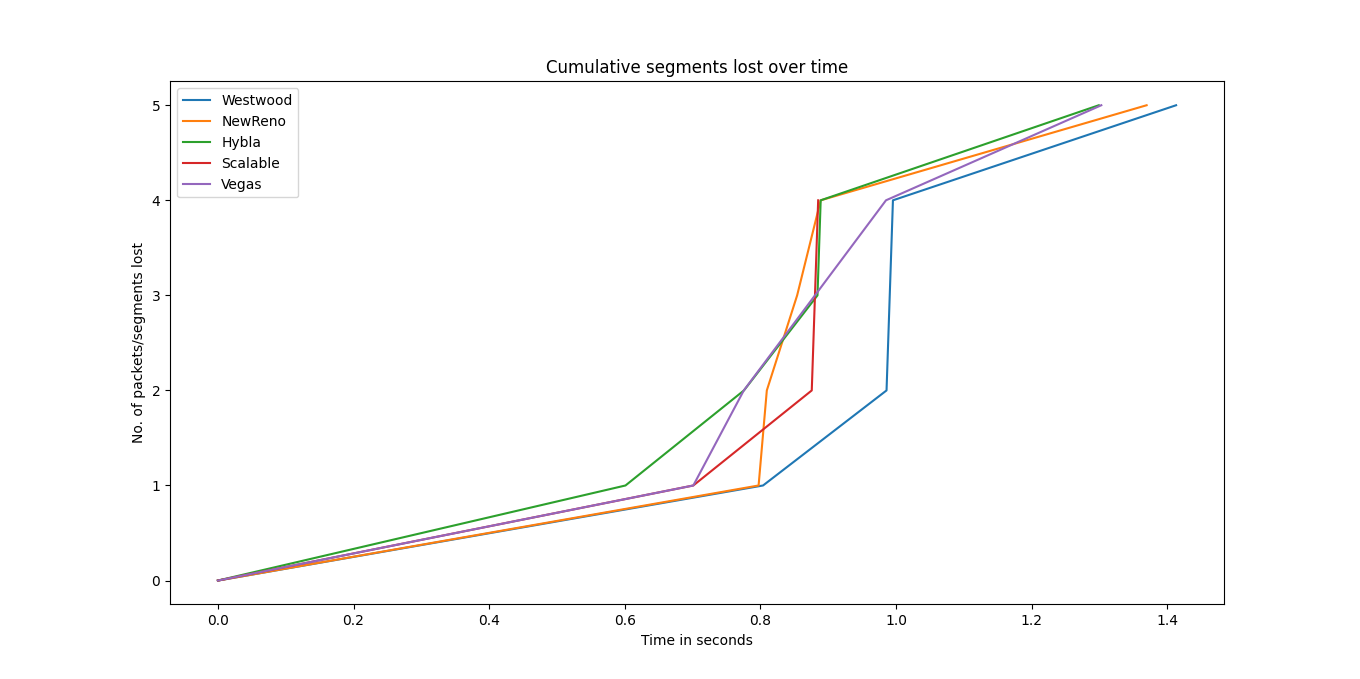 Cumulative segments lost over time
Westwood
NewReno
Hybla
Scalable
Vegas
No. of packets/segments lost
5
4
3
2
1
0
0.0 0.2 0.4 0.6 0.8 1.0 1.2 1.4
Time in seconds